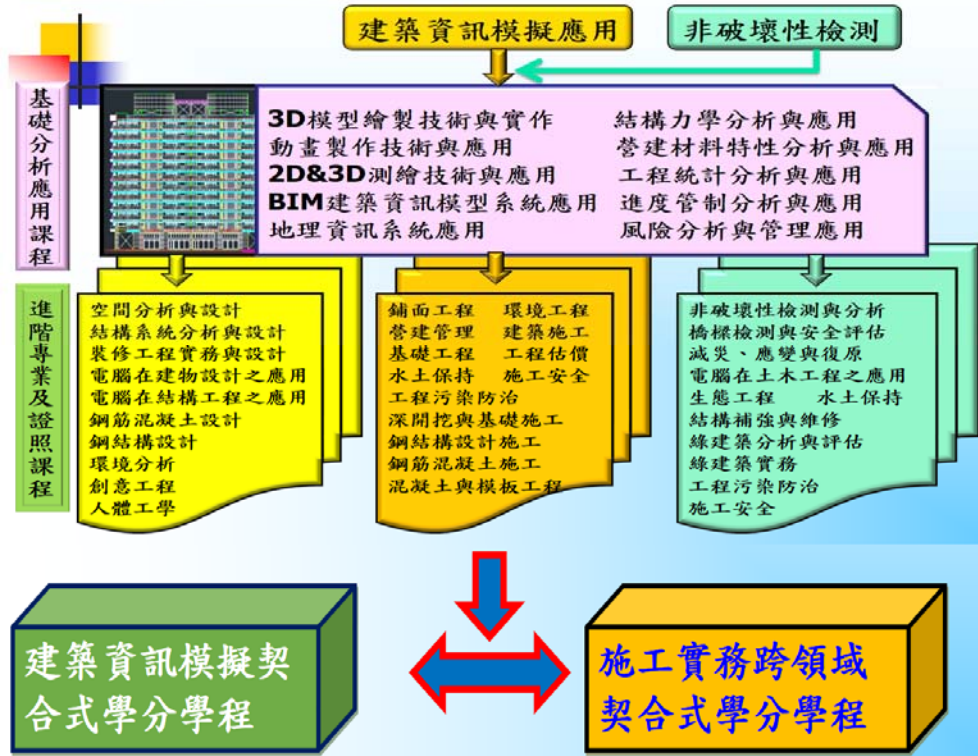 建築資訊模擬應用
非破壞性檢測
基礎分析應用課程
3D模型繪製技術與實作
動畫製作技術與應用
2D&3D測繪技術與應用
BIM建築資訊模型系統應用
地理資訊系統應用
結構力學分析與應用
營建材料特性分析與應用
工程統計分析與應用
進度管制分析與應用
風險分析與管理應用
進階專業及證照課程
空間分析與設計
結構系統分析與設計
裝修工程實務與設計
電腦在建物設計之應用
電腦在結構工程之應用
鋼筋混凝土設計
鋼結構設計
環境分析
創意工程
人體工學
鋪面工程 環境工程
營建管理 建築施工
基礎工程 工程估價
水土保持 施工安全
工程污染防治
深開挖與基礎施工
鋼結構設計施工
鋼筋混凝土施工
混凝土與模板工程
非破壞性檢測與分析
橋樑檢測與安全評估
減災、應變與復原
電腦在土木工程之應用
生態工程 水土保持
結構補強與維修
綠建築分析與評估
綠建築實務
工程污染防治
施工安全
建築資訊模擬契
合式學分學程
施工實務跨領域
契合式學分學程